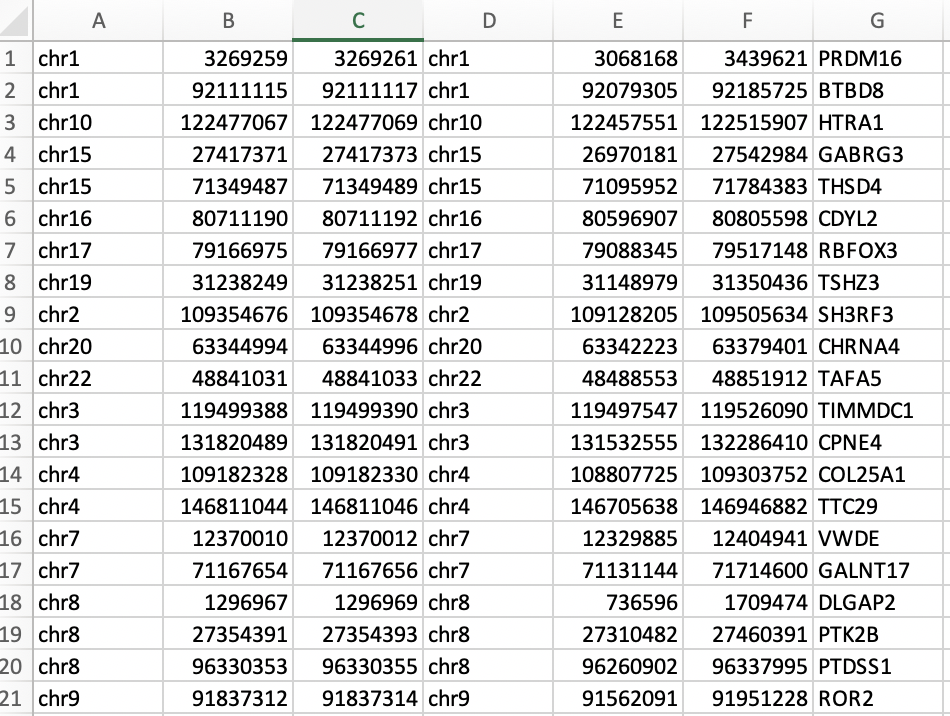 A B C D E F G
1 chr1 3269259 3269261 chr1 3068168 3439621 PRDM16
2 chr1 92111115 92111117 chr1 92079305 92185725 BTBD8
3 chr10 122477067 122477069 chr10 122457551 122515907 HTRA1
4 chr15 27417371 27417373 chr15 26970181 27542984 GABRG3
5 chr15 71349487 71349489 chr15 71095952 71784383 THSD4
6 chr16 80711190 80711192 chr16 80596907 80805598 CDYL2
7 chr17 79166975 79166977 chr17 79088345 79517148 RBFOX3
8 chr19 31238249 31238251 chr19 31148979 31350436 TSHZ3
9 chr2 109354676 109354678 chr2 109128205 109505634 SH3RF3
10 chr20 63344994 63344996 chr20 63342223 63379401 CHRNA4
11 chr22 48841031 48841033 chr22 48488553 48851912 TAFA5
12 chr3 119499388 119499390 chr3 119497547 119526090 TIMMDC1
13 chr3 131820489 131820491 chr3 131532555 132286410 CPNE4
14 chr4 109182328 109182330 chr4 108807725 109303752 COL25A1
15 chr4 146811044 146811046 chr4 146705638 146946882 TTC29
16 chr7 12370010 12370012 chr7 12329885 12404941 VWDE
17 chr7 71167654 71167656 chr7 71131144 71714600 GALNT17
18 chr8 1296967 1296969 chr8 736596 1709474 DLGAP2
19 chr8 27354391 27354393 chr8 27310482 27460391 PTK2B
20 chr8 96330353 96330355 chr8 96260902 96337995 PTDSS1
21 chr9 91837312 91837314 chr9 91562091 91951228 ROR2